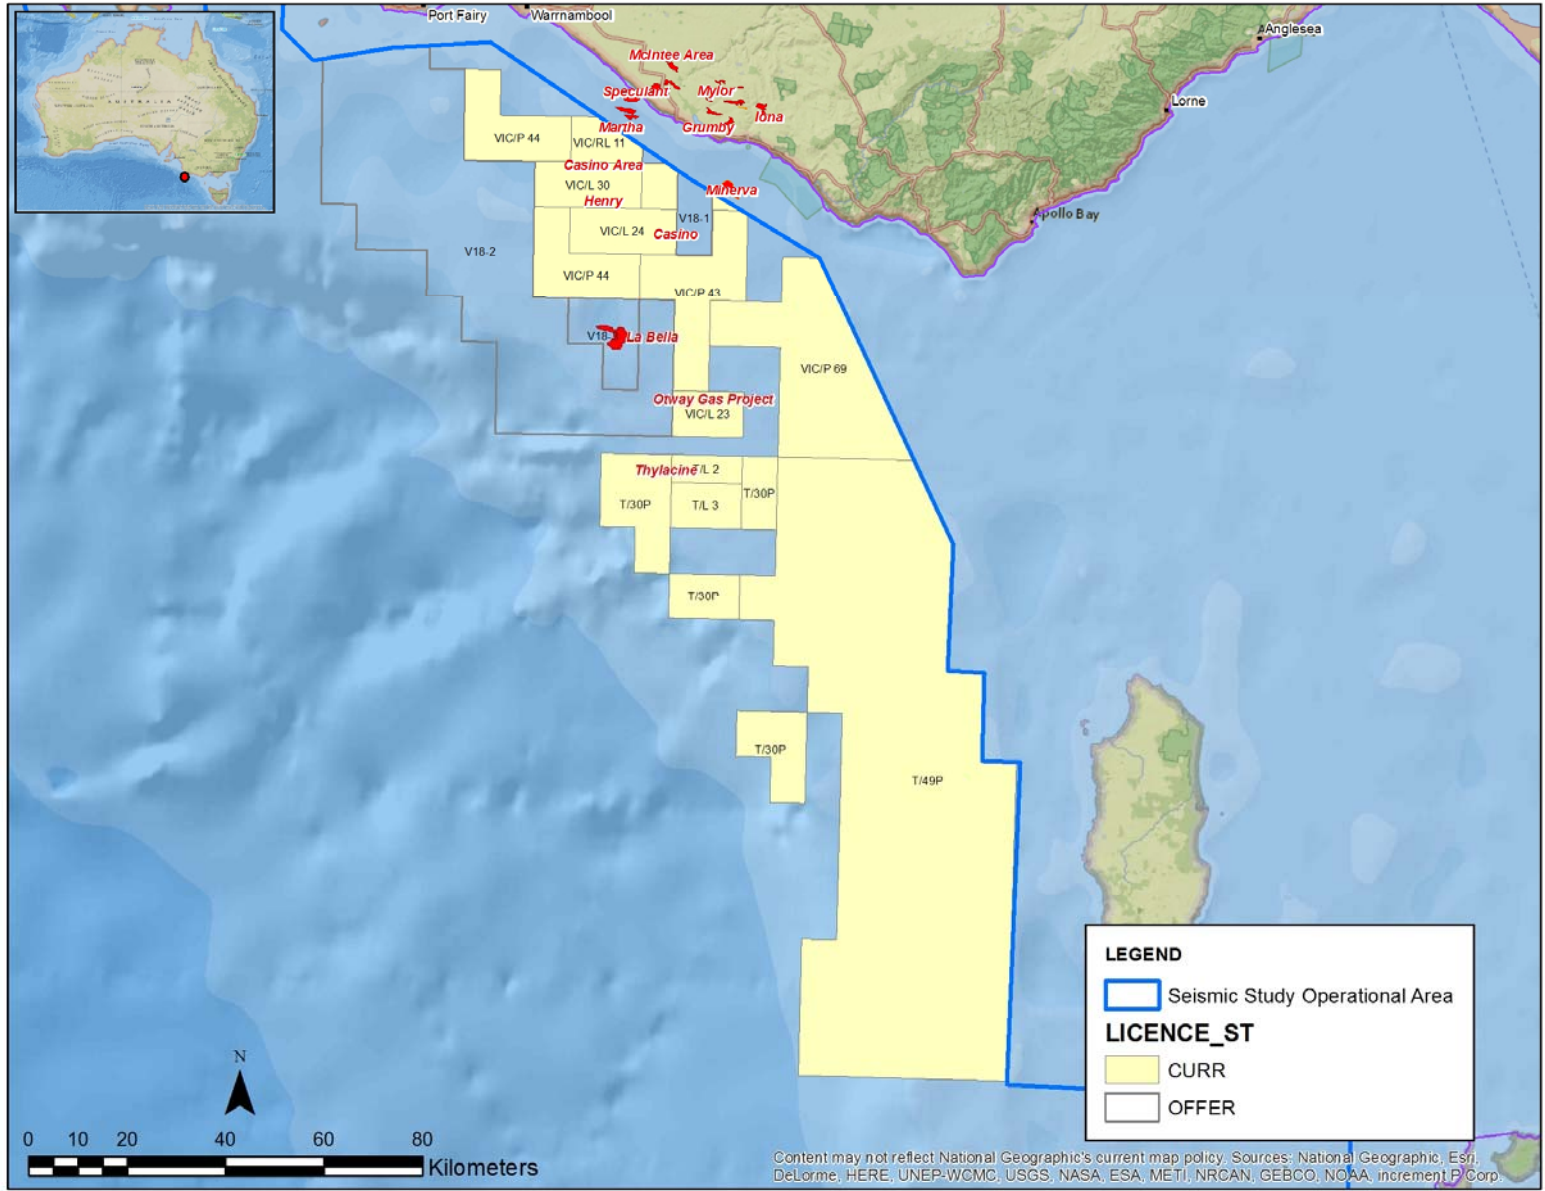 Port Fairy
Warrnambool
Anglesea
McIntee Area
Speculant
Mylor
Lorne
Iona
Martha
Grumby
VIC/P 44
VIC/RL 11
Casino Area
VIC/L 30
Minerva
Henry
V18-1
Apollo Bay
VIC/L 24
Casino
V18-2
VIC/P 44
VIC/P 43
V18-
La Bella
VIC/P 69
Otway Gas Project
VIC/L 23
Thylacine
T/L 2
T/30P
T/30P
T/L 3
T/30P
T/30P
T/49P
AUSTRALIA
LEGEND
Seismic Study Operational Area
LICENCE_ST
CURR
OFFER
N
0 10 20 40 60 80
Kilometers
Content may not reflect National Geographic's current map policy. Sources: National Geographic, Esri,
DeLorme, HERE, UNEP-WCMC, USGS, NASA, ESA, METI, NRCAN, GEBCO, NOAA, increment P Corp.